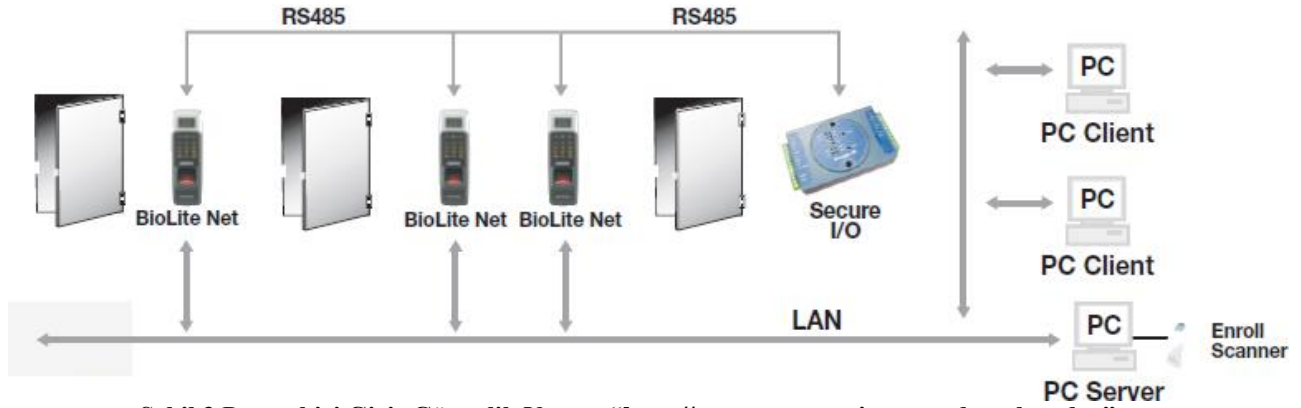 RS485
RS485
PC
PC Client
BioLite Net
BioLite Net
BioLite Net
Secure
I/O
PC
PC Client
LAN
PC
Enroll
Scanner
PC Server